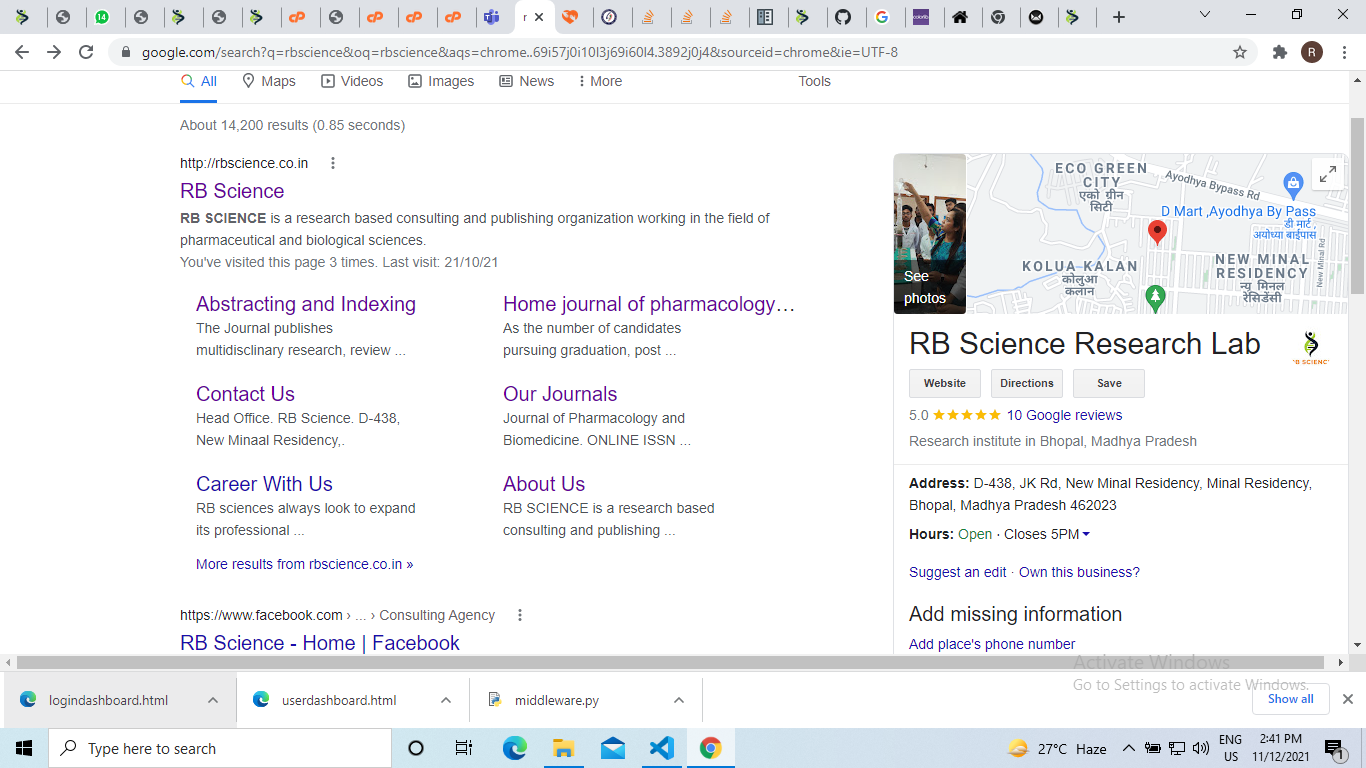 14
r
google.com/search?q=rbscience&oq=rbscience&aqs=chrome..69i57j0i10l3j69i60l4.3892j0j4&sourceid=chrome&ie=UTF-8
R
All
Maps
Videos
Images
News
More
Tools
About 14,200 results (0.85 seconds)
http://rbscience.co.in
RB Science
RB SCIENCE is a research based consulting and publishing organization working in the field of
pharmaceutical and biological sciences.
You've visited this page 3 times. Last visit: 21/10/21
Abstracting and Indexing
The Journal publishes
multidisclinary research, review ...
Home journal of pharmacology…
As the number of candidates
pursuing graduation, post ...
Contact Us
Head Office. RB Science. D-438,
New Minaal Residency,.
Our Journals
Journal of Pharmacology and
Biomedicine. ONLINE ISSN ...
Career With Us
RB sciences always look to expand
its professional ...
About Us
RB SCIENCE is a research based
consulting and publishing ...
More results from rbscience.co.in »
https://www.facebook.com › ... › Consulting Agency
RB Science - Home | Facebook
See
photos
ECO GREEN
CITY
एको ग्रीन
सिटी
Ayodhya Bypass Rd
D Mart ,Ayodhya By Pass
डी मार्ट ,
अयोध्या बाईपास
KOLUA KALAN
कोलुआ
कलान
NEW MINAL
RESIDENCY
न्यू मिनल
रेसिडेंसी
New Minal Rd
RB Science Research Lab
"B SCIENC"
Website
Directions
Save
5.0
10 Google reviews
Research institute in Bhopal, Madhya Pradesh
Address: D-438, JK Rd, New Minal Residency, Minal Residency,
Bhopal, Madhya Pradesh 462023
Hours: Open · Closes 5PM
Suggest an edit · Own this business?
Add missing information
Add place's phone number
Activate Windows
Go to Settings to activate Windows.
logindashboard.html
userdashboard.html
middleware.py
Show all
Type here to search
27°C Haze
ENG
US
2:41 PM
11/12/2021
1